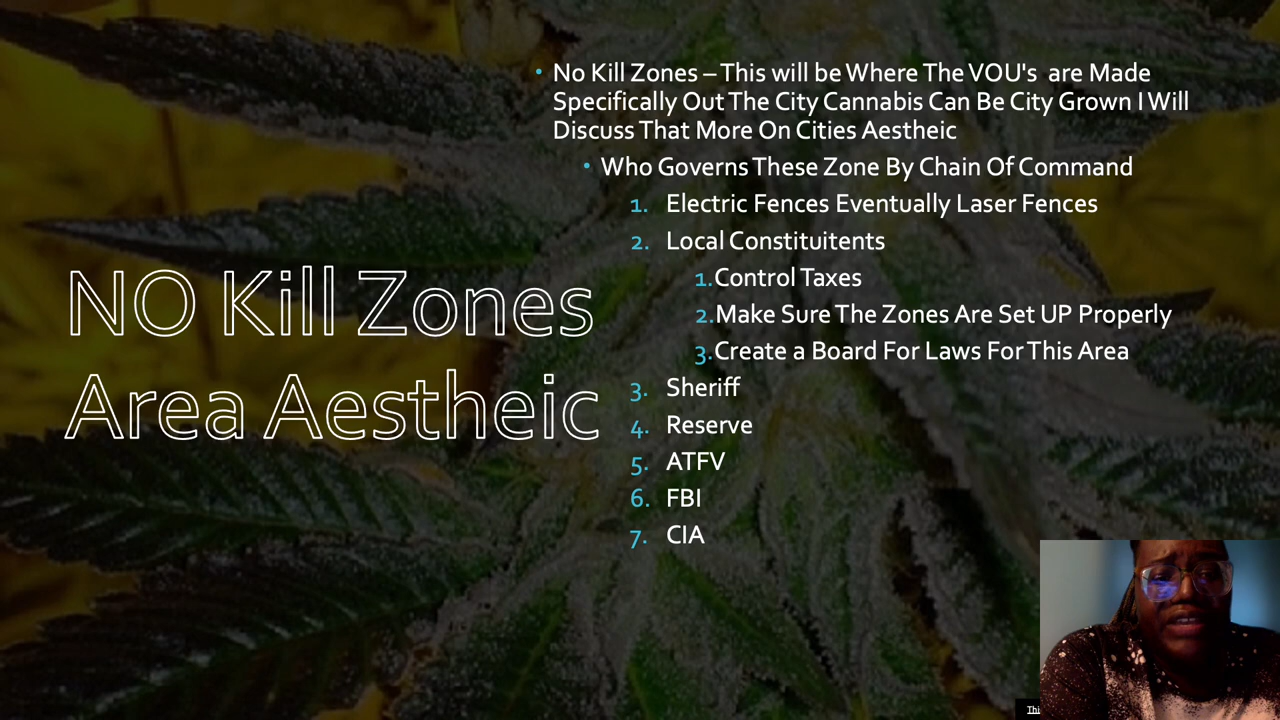 NO Kill Zones
Area Aestheic
• No Kill Zones – This will be Where The VOU's are Made
Specifically Out The City Cannabis Can Be City Grown I Will
Discuss That More On Cities Aestheic
• Who Governs These Zone By Chain Of Command
1. Electric Fences Eventually Laser Fences
2. Local Constituitents
1. Control Taxes
2. Make Sure The Zones Are Set UP Properly
3. Create a Board For Laws For This Area
3. Sheriff
4. Reserve
5. ATFV
6. FBI
7. CIA
Thi